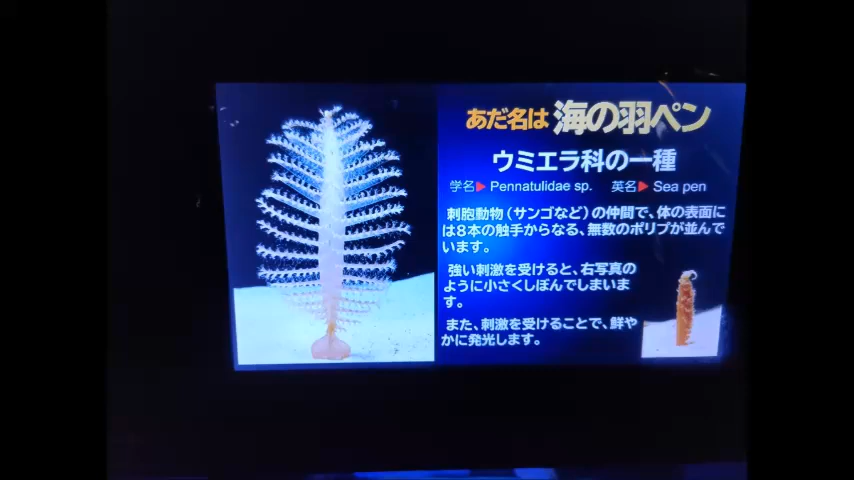 あだ名は 海の羽ペン
ウミエラ科の一種
学名▶Pennatulidae sp. 英名▶Sea pen
刺胞動物（サンゴなど）の仲間で、体の表面に
は8本の触手からなる、無数のポリプが並んで
います。
強い刺激を受けると、右写真の
ように小さくしぼんでしまいま
す。
また、刺激を受けることで、鮮や
かに発光します。